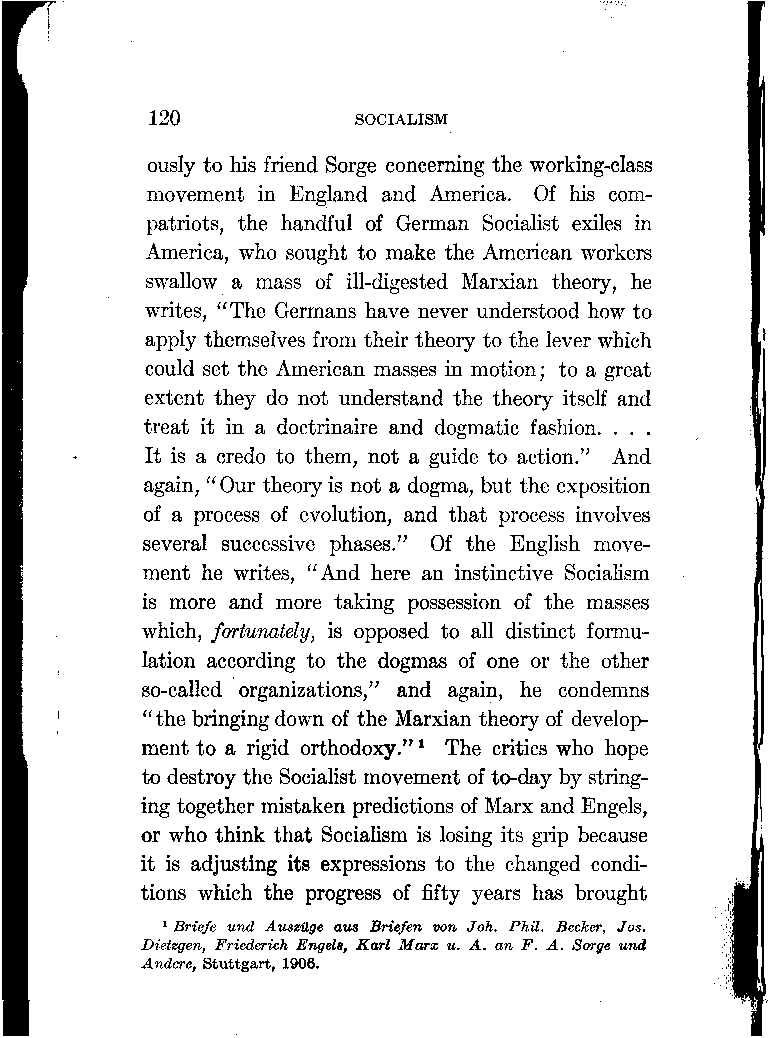 120 SOCIALISM
ously to his friend Sorge concerning the working-class
movement in England and America. Of his com-
patriots, the handful of German Socialist exiles in
America, who sought to make the American workers
swallow a mass of ill-digested Marxian theory, he
writes, "The Germans have never understood how to
apply themselves from their theory to the lever which
could set the American masses in motion; to a great
extent they do not understand the theory itself and
treat it in a doctrinaire and dogmatic fashion. . . .
It is a credo to them, not a guide to action." And
again, "Our theory is not a dogma, but the exposition
of a process of evolution, and that process involves
several successive phases." Of the English move-
ment he writes, "And here an instinctive Socialism
is more and more taking possession of the masses
which, fortunately, is opposed to all distinct formu-
lation according to the dogmas of one or the other
so-called organizations," and again, he condemns
"the bringing down of the Marxian theory of develop-
ment to a rigid orthodoxy." ¹ The critics who hope
to destroy the Socialist movement of to-day by string-
ing together mistaken predictions of Marx and Engels,
or who think that Socialism is losing its grip because
it is adjusting its expressions to the changed condi-
tions which the progress of fifty years has brought
¹ Briefe und Auszüge aus Briefen von Joh. Phil. Becker, Jos.
Dietzgen, Friederich Engels, Karl Marx u. A. an F. A. Sorge und
Andere, Stuttgart, 1906.